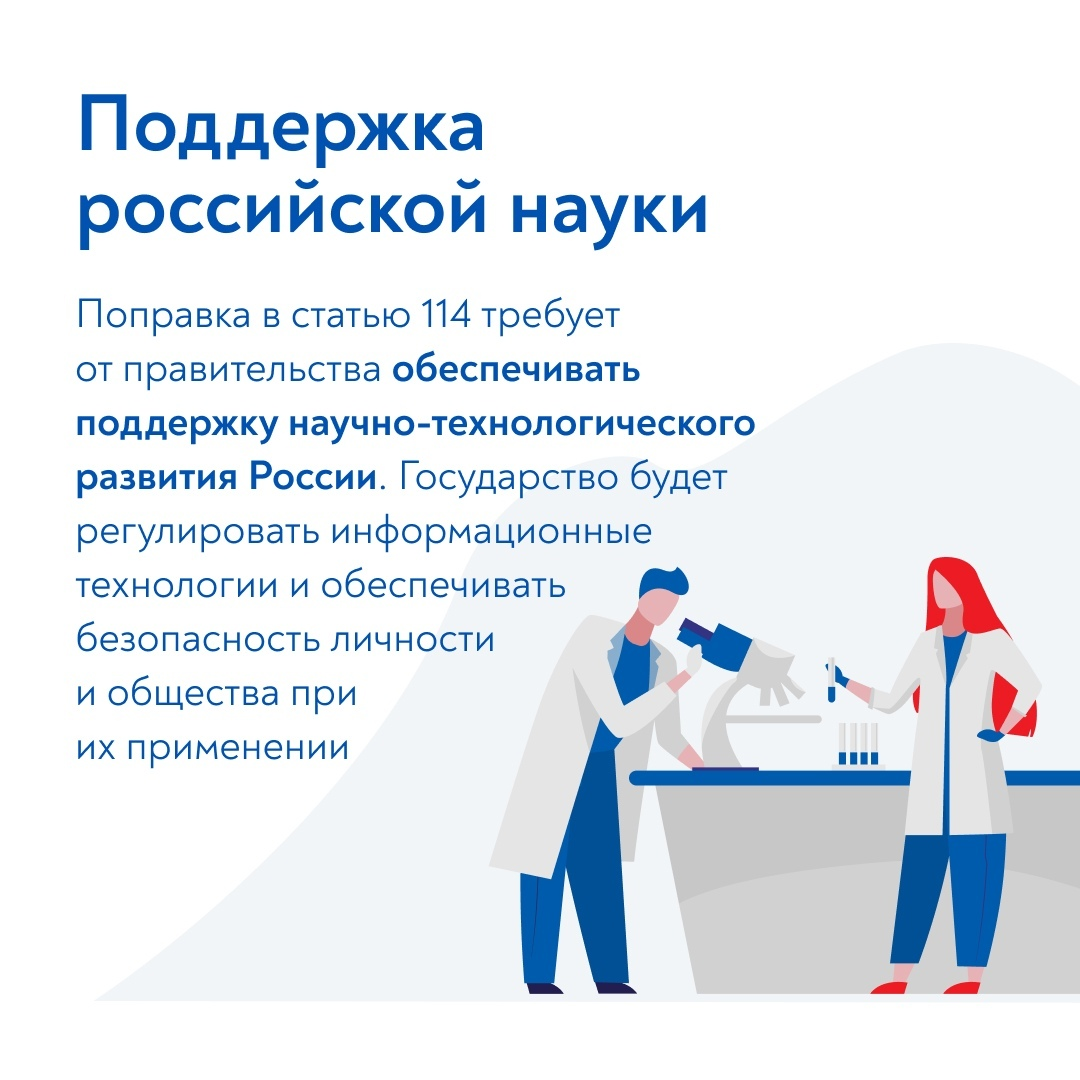 Поддержка
российской науки
Поправка в статью 114 требует
от правительства обеспечивать
поддержку научно-технологического
развития России. Государство будет
регулировать информационные
технологии и обеспечивать
безопасность личности
и общества при
их применении